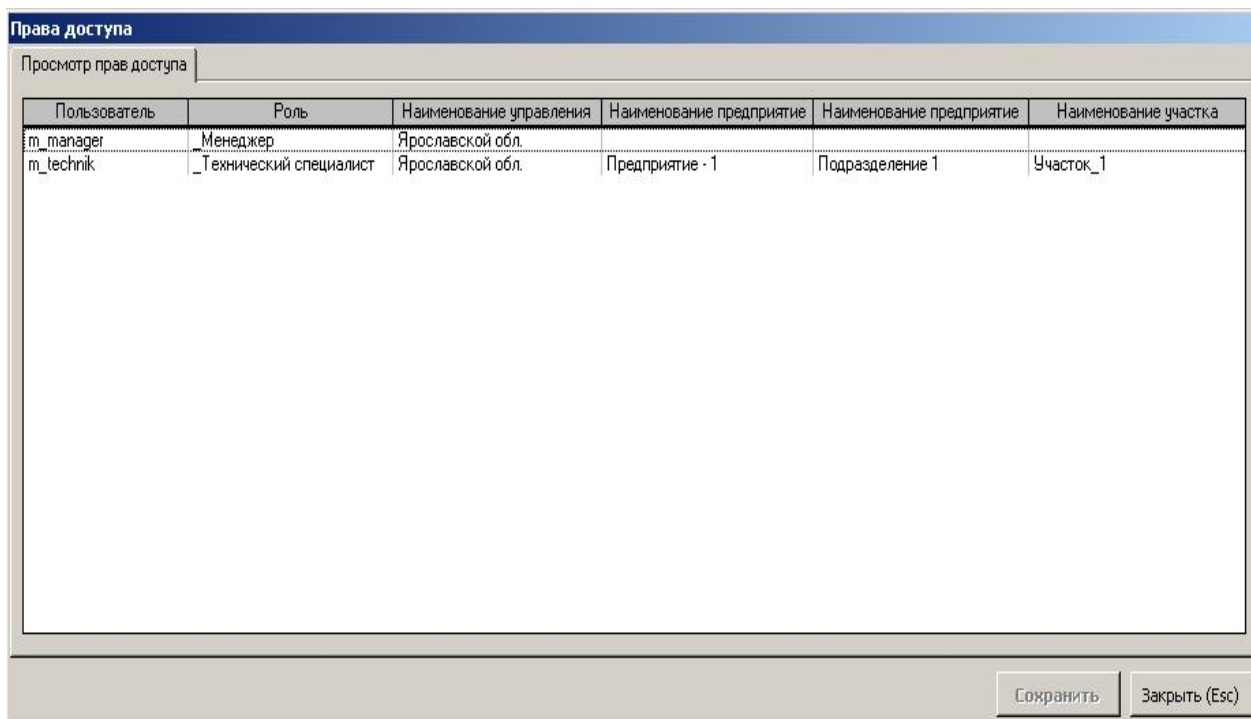 Права доступа
Просмотр прав доступа
Пользователь Роль Наименование управления Наименование предприятие Наименование предприятие Наименование участка
m_manager _Менеджер Ярославской обл.
m_technik _Технический специалист Ярославской обл. Предприятие - 1 Подразделение 1 Участок_1
Сохранить Закрыть (Esc)